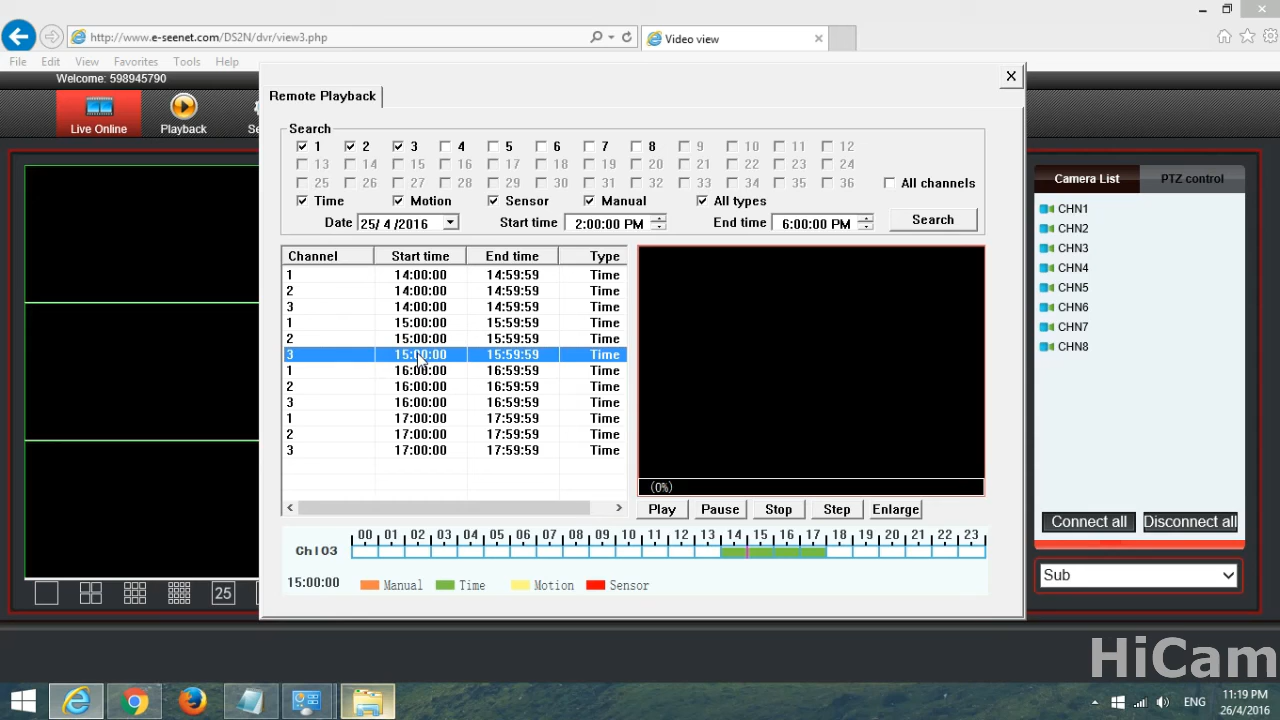 http://www.e-seenet.com/DS2N/dvr/view3.php
Video view
File Edit View Favorites Tools Help
Welcome: 598945790
Live Online
Playback
Se
Remote Playback
Search
1 2 3 4 5 6 7 8 9 10 11 12
13 14 15 16 17 18 19 20 21 22 23 24
25 26 27 28 29 30 31 32 33 34 35 36
All channels
Time Motion Sensor Manual All types
Date 25/ 4 /2016 Start time 2:00:00 PM End time 6:00:00 PM Search
Channel Start time End time Type
1 14:00:00 14:59:59 Time
2 14:00:00 14:59:59 Time
3 14:00:00 14:59:59 Time
1 15:00:00 15:59:59 Time
2 15:00:00 15:59:59 Time
3 15:00:00 15:59:59 Time
1 16:00:00 16:59:59 Time
2 16:00:00 16:59:59 Time
3 16:00:00 16:59:59 Time
1 17:00:00 17:59:59 Time
2 17:00:00 17:59:59 Time
3 17:00:00 17:59:59 Time
(0%)
Play Pause Stop Step Enlarge
00 01 02 03 04 05 06 07 08 09 10 11 12 13 14 15 16 17 18 19 20 21 22 23
Ch103
15:00:00 Manual Time Motion Sensor
25
Camera List PTZ control
CHN1
CHN2
CHN3
CHN4
CHN5
CHN6
CHN7
CHN8
Connect all Disconnect all
Sub
HiCam
ENG
11:19 PM
26/4/2016